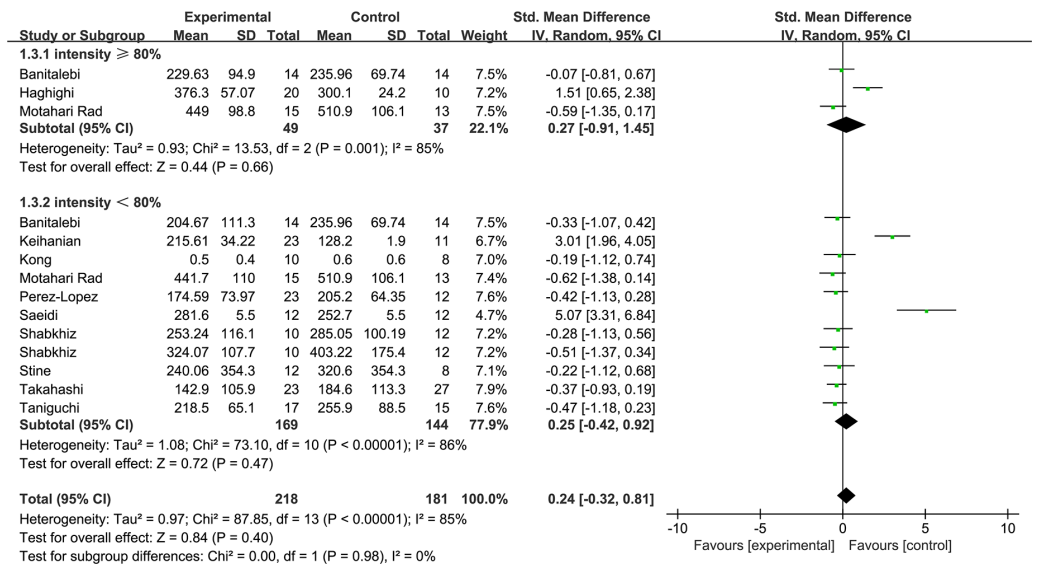 Experimental Control Std. Mean Difference Std. Mean Difference
Study or Subgroup Mean SD Total Mean SD Total Weight IV, Random, 95% CI IV, Random, 95% CI
1.3.1 intensity ≥ 80%
Banitalebi 229.63 94.9 14 235.96 69.74 14 7.5% -0.07 [-0.81, 0.67]
Haghighi 376.3 57.07 20 300.1 24.2 10 7.2% 1.51 [0.65, 2.38]
Motahari Rad 449 98.8 15 510.9 106.1 13 7.5% -0.59 [-1.35, 0.17]
Subtotal (95% CI) 49 37 22.1% 0.27 [-0.91, 1.45]
Heterogeneity: Tau² = 0.93; Chi² = 13.53, df = 2 (P = 0.001); I² = 85%
Test for overall effect: Z = 0.44 (P = 0.66)
1.3.2 intensity < 80%
Banitalebi 204.67 111.3 14 235.96 69.74 14 7.5% -0.33 [-1.07, 0.42]
Keihanian 215.61 34.22 23 128.2 1.9 11 6.7% 3.01 [1.96, 4.05]
Kong 0.5 0.4 10 0.6 0.6 8 7.0% -0.19 [-1.12, 0.74]
Motahari Rad 441.7 110 15 510.9 106.1 13 7.4% -0.62 [-1.38, 0.14]
Perez-Lopez 174.59 73.97 23 205.2 64.35 12 7.6% -0.42 [-1.13, 0.28]
Saeidi 281.6 5.5 12 252.7 5.5 12 4.7% 5.07 [3.31, 6.84]
Shabkhiz 253.24 116.1 10 285.05 100.19 12 7.2% -0.28 [-1.13, 0.56]
Shabkhiz 324.07 107.7 10 403.22 175.4 12 7.2% -0.51 [-1.37, 0.34]
Stine 240.06 354.3 12 320.6 354.3 8 7.1% -0.22 [-1.12, 0.68]
Takahashi 142.9 105.9 23 184.6 113.3 27 7.9% -0.37 [-0.93, 0.19]
Taniguchi 218.5 65.1 17 255.9 88.5 15 7.6% -0.47 [-1.18, 0.23]
Subtotal (95% CI) 169 144 77.9% 0.25 [-0.42, 0.92]
Heterogeneity: Tau² = 1.08; Chi² = 73.10, df = 10 (P < 0.00001); I² = 86%
Test for overall effect: Z = 0.72 (P = 0.47)
Total (95% CI) 218 181 100.0% 0.24 [-0.32, 0.81]
Heterogeneity: Tau² = 0.97; Chi² = 87.85, df = 13 (P < 0.00001); I² = 85%
Test for overall effect: Z = 0.84 (P = 0.40)
Test for subgroup differences: Chi² = 0.00, df = 1 (P = 0.98), I² = 0%
-10 -5 0 5 10
Favours [experimental] Favours [control]